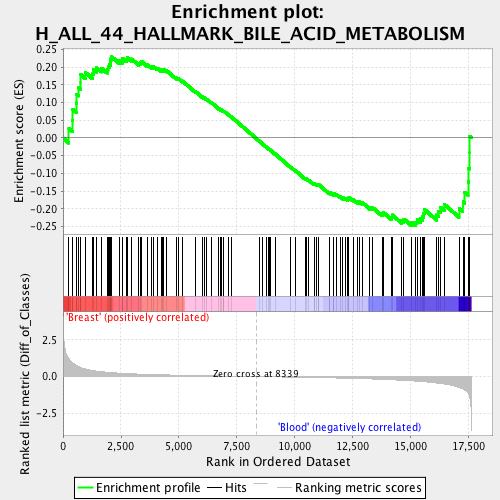 Enrichment plot:
H_ALL_44_HALLMARK_BILE_ACID_METABOLISM
Enrichment score (ES)
0.25
0.20
0.15
0.10
0.05
0.00
-0.05
-0.10
-0.15
-0.20
-0.25
'Breast' (positively correlated)
Ranked list metric (Diff_of_Classes)
2.5
0.0
-2.5
Zero cross at 8339
'Blood' (negatively correlated)
0
2,500
5,000
7,500
10,000
12,500
15,000
17,500
Rank in Ordered Dataset
Enrichment profile
Hits
Ranking metric scores